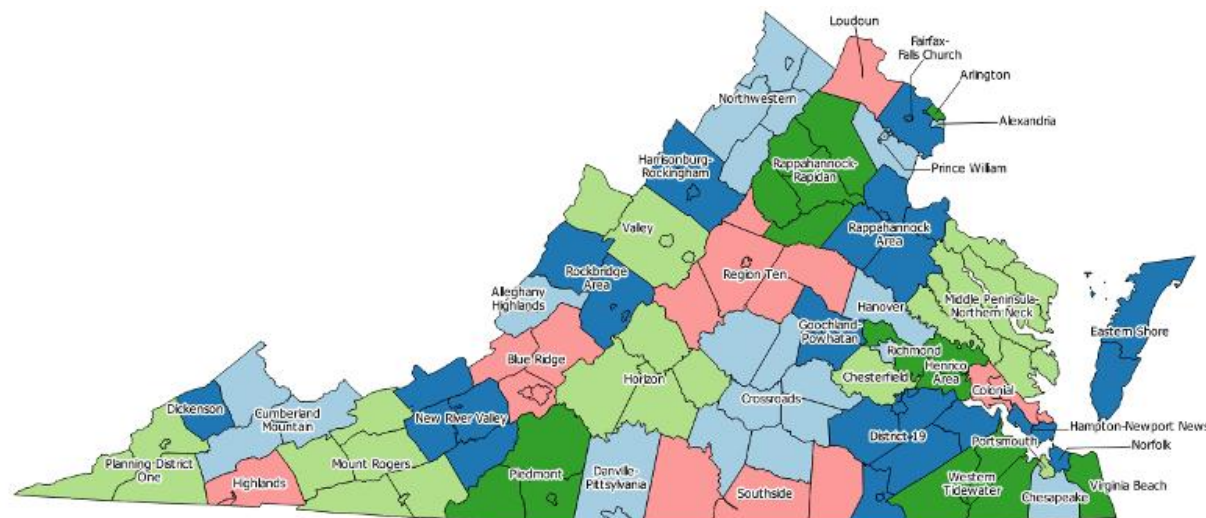 Loudoun
Fairfax-
Falls Church
Arlington
Alexandria
Northwestern
Prince William
Harrisonburg-
Rockingham
Rappahannock-
Rapidan
Valley
Rappahannock
Area
Rockbridge
Area
Region Ten
Alleghany
Highlands
Hanover
Middle Peninsula-
Northern Neck
Goochland-
Powhatan
Eastern Shore
Blue Ridge
Richmond
Henrico
Area
Horizon
Chesterfield
Colonial
Crossroads
Dickenson
Cumberland
Mountain
New River Valley
Hampton-Newport News
District 19
Portsmouth
Norfolk
Planning-District
One
Mount Rogers
Highlands
Piedmont
Danville-
Pittsylvania
Southside
Western
Tidewater
Chesapeake
Virginia Beach